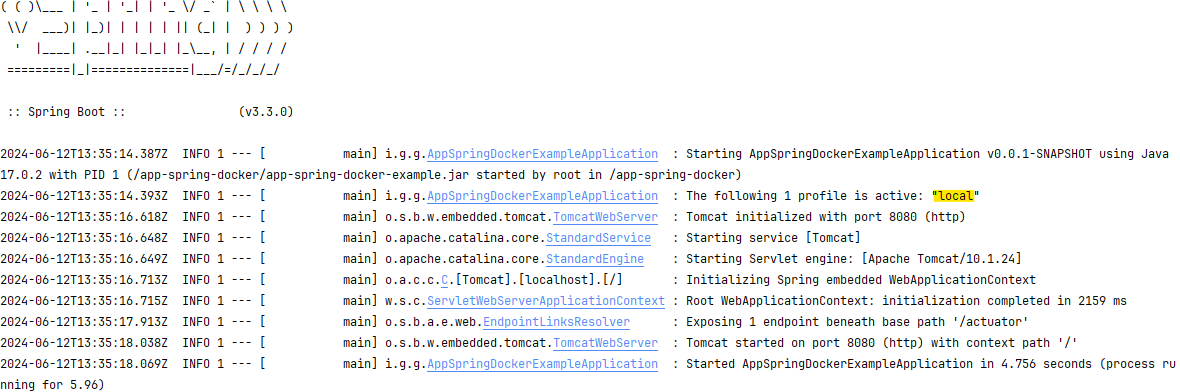 ( ( )\___ | '_ | '_| | '_ \/ _` | \ \ \ \
 \\/  ___)| |_)| | | | | || (_| |  ) ) ) )
  '  |____| .__|_| |_|_| |_\__, | / / / /
 =========|_|==============|___/=/_/_/_/
 :: Spring Boot ::                (v3.3.0)
2024-06-12T13:35:14.387Z  INFO 1 --- [           main] i.g.g.AppSpringDockerExampleApplication  : Starting AppSpringDockerExampleApplication v0.0.1-SNAPSHOT using Java
17.0.2 with PID 1 (/app-spring-docker/app-spring-docker-example.jar started by root in /app-spring-docker)
2024-06-12T13:35:14.393Z  INFO 1 --- [           main] i.g.g.AppSpringDockerExampleApplication  : The following 1 profile is active: "local"
2024-06-12T13:35:16.618Z  INFO 1 --- [           main] o.s.b.w.embedded.tomcat.TomcatWebServer  : Tomcat initialized with port 8080 (http)
2024-06-12T13:35:16.648Z  INFO 1 --- [           main] o.apache.catalina.core.StandardService   : Starting service [Tomcat]
2024-06-12T13:35:16.649Z  INFO 1 --- [           main] o.apache.catalina.core.StandardEngine    : Starting Servlet engine: [Apache Tomcat/10.1.24]
2024-06-12T13:35:16.713Z  INFO 1 --- [           main] o.a.c.c.C.[Tomcat].[localhost].[/]       : Initializing Spring embedded WebApplicationContext
2024-06-12T13:35:16.715Z  INFO 1 --- [           main] w.s.c.ServletWebServerApplicationContext : Root WebApplicationContext: initialization completed in 2159 ms
2024-06-12T13:35:17.913Z  INFO 1 --- [           main] o.s.b.a.e.web.EndpointLinksResolver      : Exposing 1 endpoint beneath base path '/actuator'
2024-06-12T13:35:18.038Z  INFO 1 --- [           main] o.s.b.w.embedded.tomcat.TomcatWebServer  : Tomcat started on port 8080 (http) with context path '/'
2024-06-12T13:35:18.069Z  INFO 1 --- [           main] i.g.g.AppSpringDockerExampleApplication  : Started AppSpringDockerExampleApplication in 4.756 seconds (process ru
nning for 5.96)